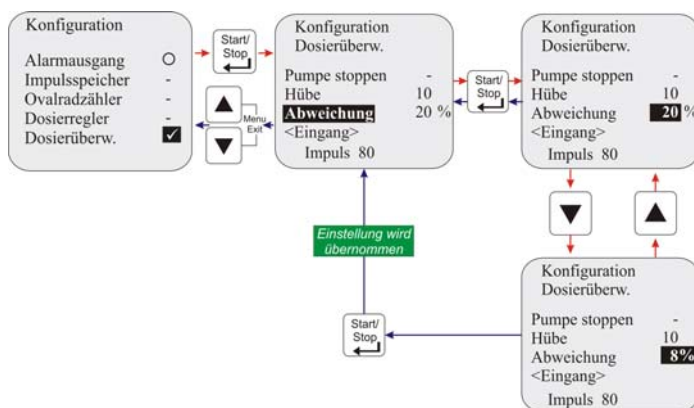 Konfiguration
Alarmausgang
Impulsspeicher -
Ovalradzähler -
Dosierregler -
Dosierüberw. ✓
Start/
Stop
Menu
Exit
Konfiguration
Dosierüberw.
Pumpe stoppen -
Hübe 10
Abweichung 20 %
<Eingang>
Impuls 80
Start/
Stop
Konfiguration
Dosierüberw.
Pumpe stoppen -
Hübe 10
Abweichung 20 %
<Eingang>
Impuls 80
Einstellung wird
übernommen
Start/
Stop
Konfiguration
Dosierüberw.
Pumpe stoppen -
Hübe 10
Abweichung 8%
<Eingang>
Impuls 80